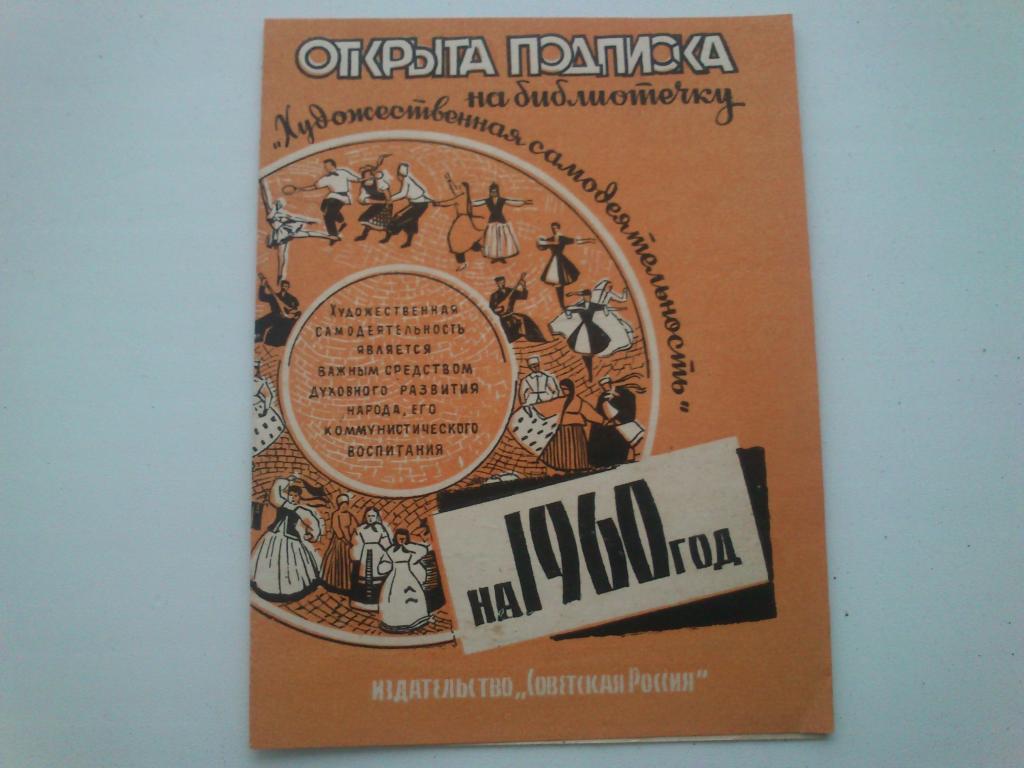 ОТКРЫТА ПОДПИСКА
на библиотечку
„Художественная самодеятельность"
ХУДОЖЕСТВЕННАЯ
САМОДЕЯТЕЛЬНОСТЬ
ЯВЛЯЕТСЯ
ВАЖНЫМ СРЕДСТВОМ
ДУХОВНОГО РАЗВИТИЯ
НАРОДА, ЕГО
КОММУНИСТИЧЕСКОГО
ВОСПИТАНИЯ
НА 1960 ГОД
ИЗДАТЕЛЬСТВО „СОВЕТСКАЯ РОССИЯ"